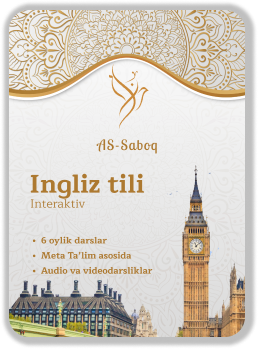 AS-Saboq
Ingliz tili
Interaktiv
• 6 oylik darslar
• Meta Ta'lim asosida
• Audio va videodarsliklar